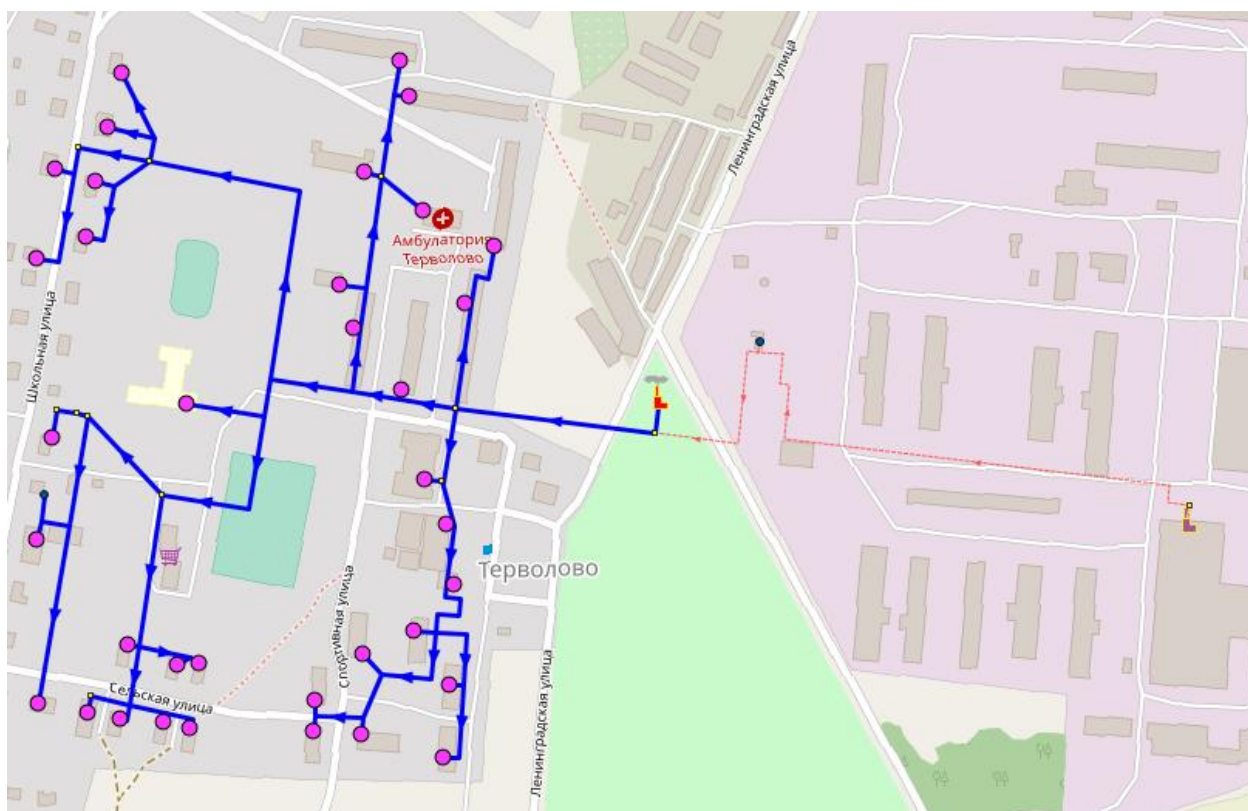 Ленинградская улица
Амбулатория
Терволово
Школьная улица
Терволово
Спортивная улица
Сельская улица
Ленинградская улица